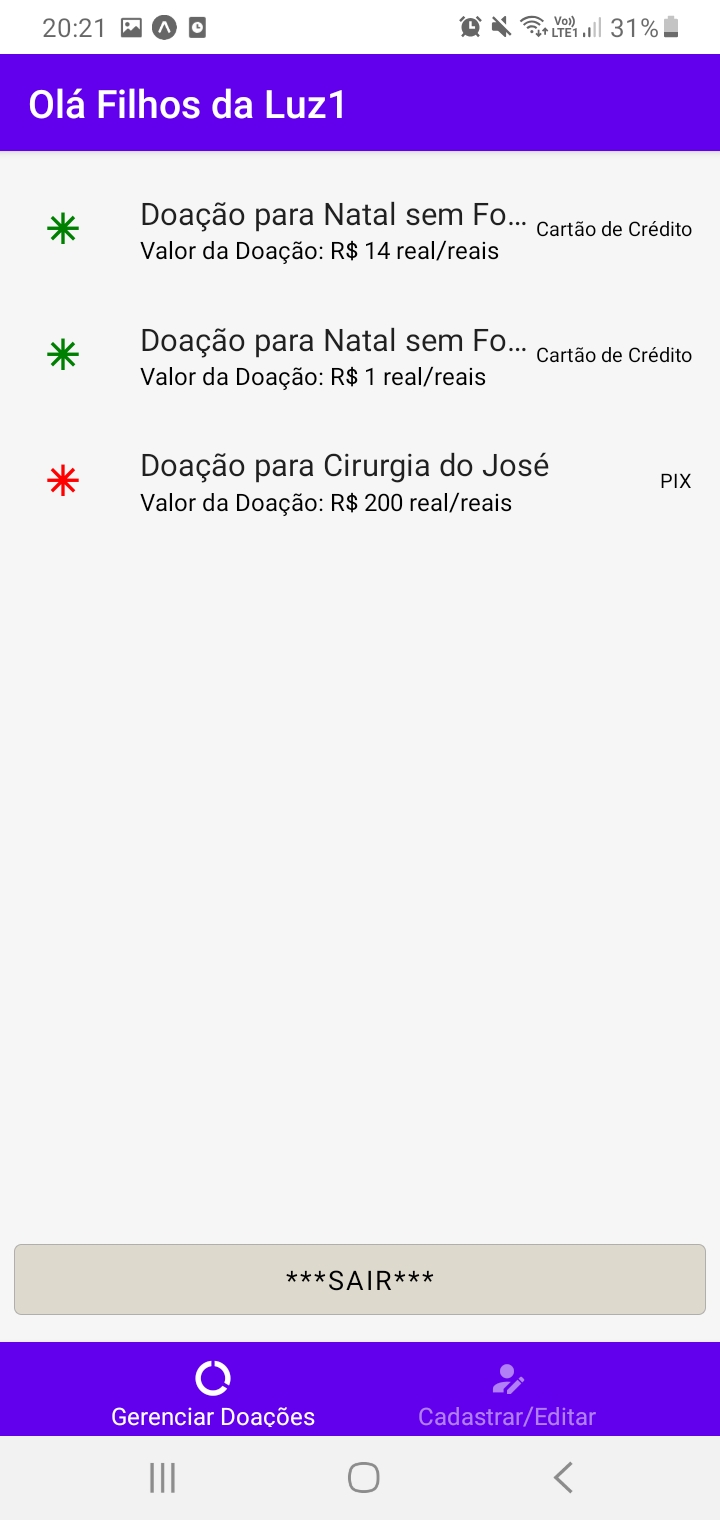 20:21 Vo)) LTE1 31%
Olá Filhos da Luz1
Doação para Natal sem Fo...
Cartão de Crédito
Valor da Doação: R$ 14 real/reais
Doação para Natal sem Fo...
Cartão de Crédito
Valor da Doação: R$ 1 real/reais
Doação para Cirurgia do José
PIX
Valor da Doação: R$ 200 real/reais
***SAIR***
Gerenciar Doações Cadastrar/Editar